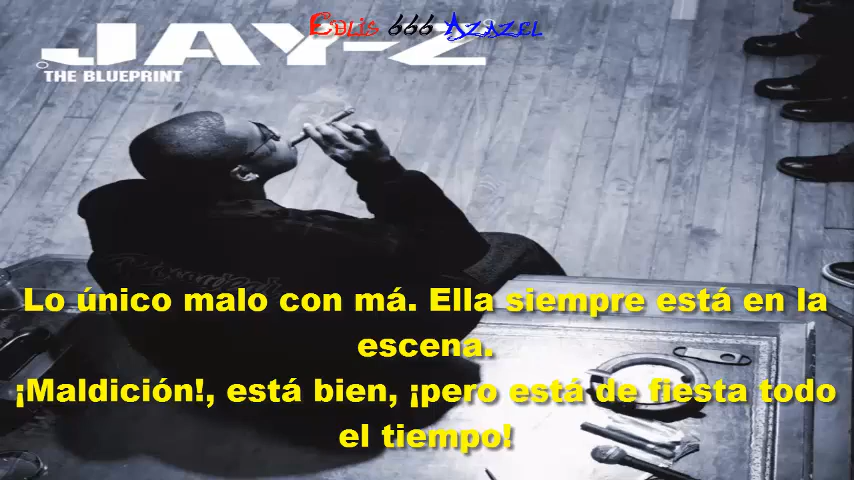 Eblis 666 Azazel
JAY-Z
THE BLUEPRINT
Lo único malo con má. Ella siempre está en la
escena.
¡Maldición!, está bien, ¡pero está de fiesta todo
el tiempo!